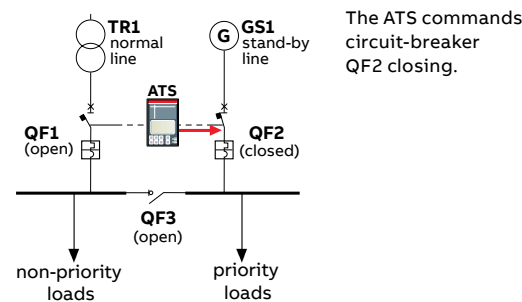 TR1
normal
line
G
GS1
stand-by
line
ATS
QF1
(open)
QF2
(closed)
QF3
(open)
non-priority
loads
priority
loads
The ATS commands
circuit-breaker
QF2 closing.